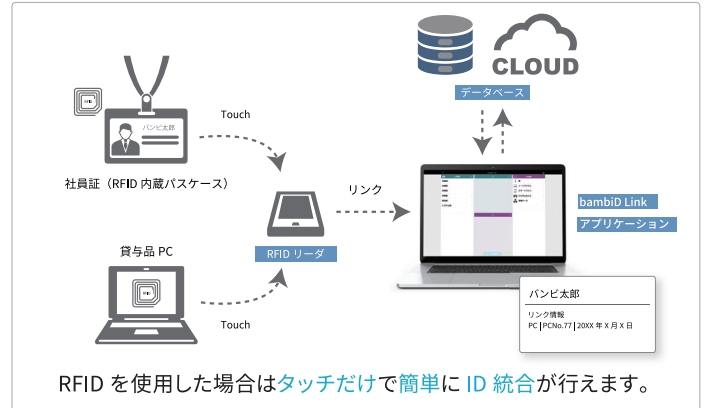 CLOUD
データベース
RFID
バンビ太郎
Touch
社員証（RFID 内蔵パスケース）
リンク
RFID リーダ
bambiD Link
アプリケーション
貸与品 PC
RFID
Touch
バンビ太郎
リンク情報
PC | PCNo.77 | 20XX 年 X 月 X 日
RFID を使用した場合はタッチだけで簡単に ID 統合が行えます。